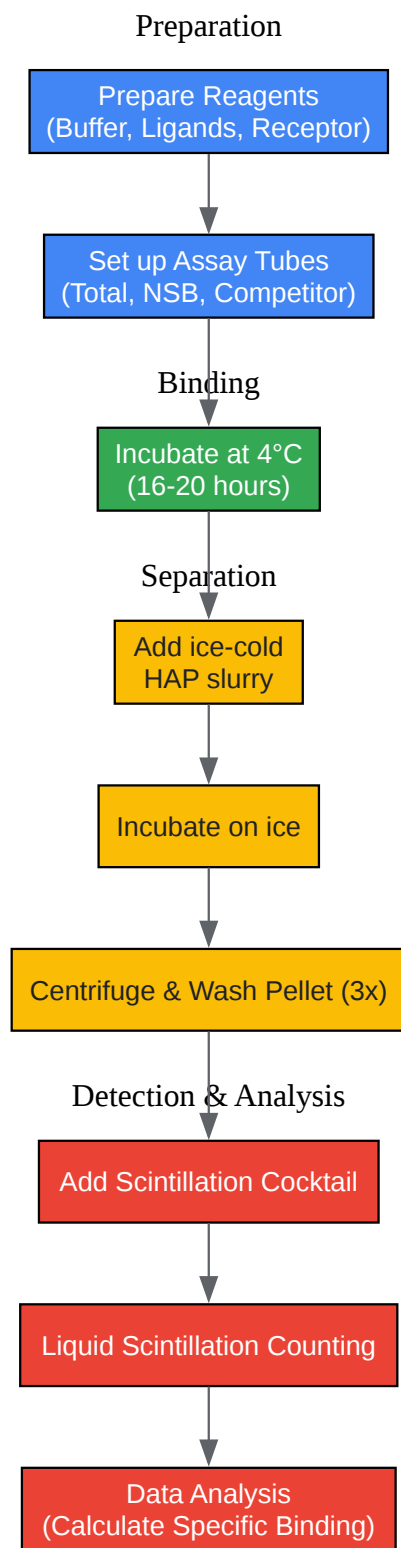 Preparation
Prepare Reagents
(Buffer, Ligands, Receptor)
Set up Assay Tubes
(Total, NSB, Competitor)
Binding
Incubate at 4°C
(16-20 hours)
Separation
Add ice-cold
HAP slurry
Incubate on ice
Centrifuge & Wash Pellet (3x)
Detection & Analysis
Add Scintillation Cocktail
Liquid Scintillation Counting
Data Analysis
(Calculate Specific Binding)